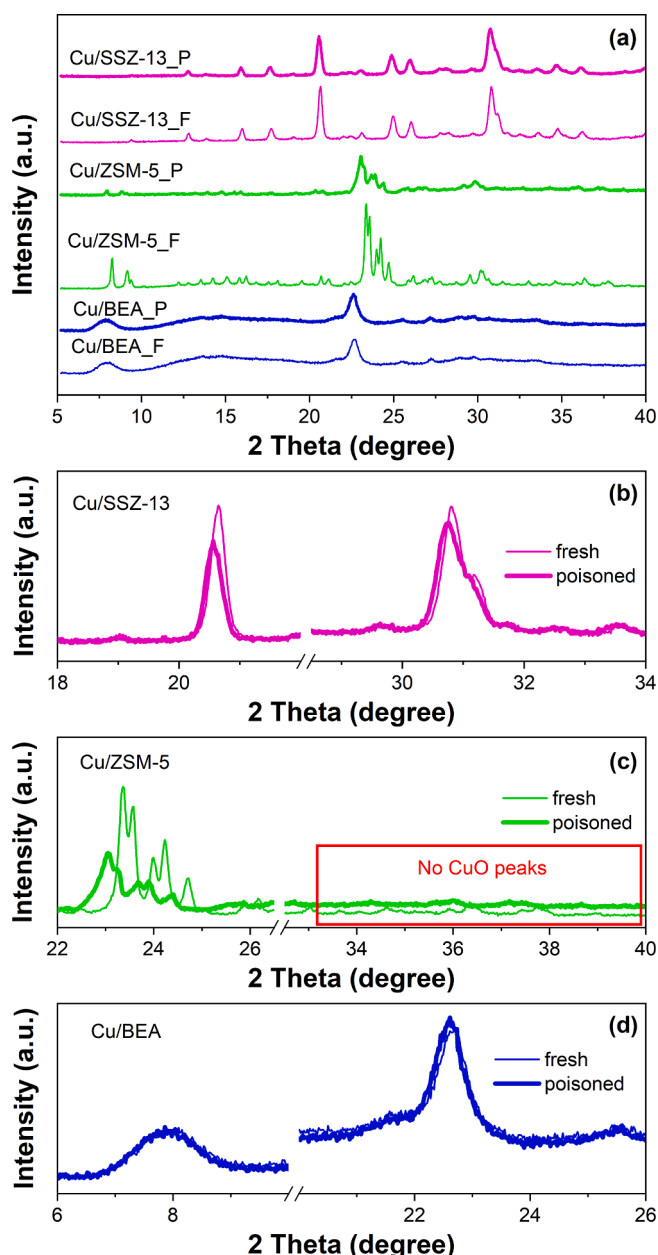 (a)
Cu/SSZ-13_P
Cu/SSZ-13_F
Cu/ZSM-5_P
Cu/ZSM-5_F
Cu/BEA_P
Cu/BEA_F
Intensity (a.u.)
5 10 15 20 25 30 35 40
2 Theta (degree)
(b)
Cu/SSZ-13
fresh
poisoned
Intensity (a.u.)
18 20 30 32 34
2 Theta (degree)
(c)
Cu/ZSM-5
fresh
poisoned
No CuO peaks
Intensity (a.u.)
22 24 26 34 36 38 40
2 Theta (degree)
(d)
Cu/BEA
fresh
poisoned
Intensity (a.u.)
6 8 22 24 26
2 Theta (degree)